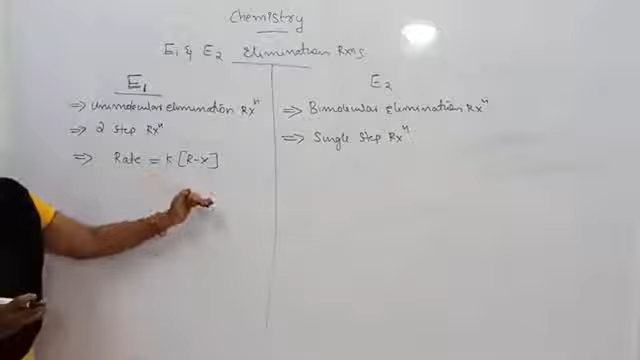 Chemistry
E₁ & E₂ Elimination Rxⁿs
E₁
⇒ Unimolecular elimination Rxⁿ
⇒ 2 Step Rxⁿ
⇒ Rate = k [R-X]
E₂
⇒ Bimolecular elimination Rxⁿ
⇒ Single Step Rxⁿ